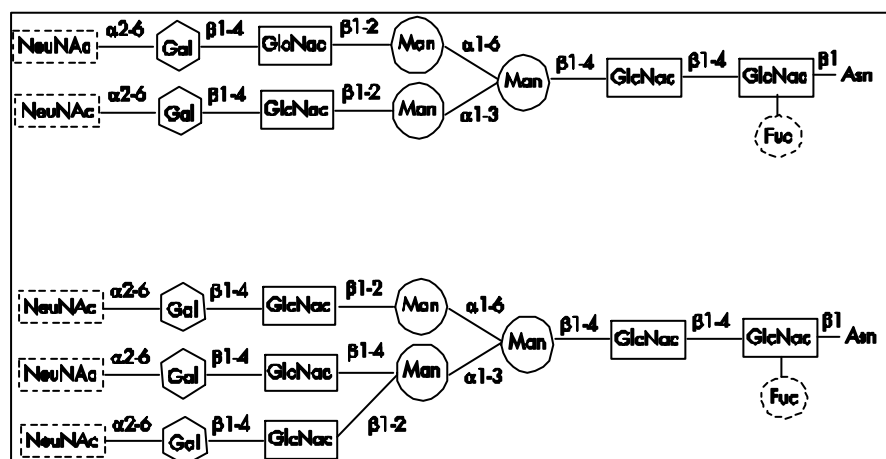 α2-6 β1-4 β1-2 α1-6 β1-4 β1-4 β1
NeuNAc Gal GlcNac Man Man GlcNac GlcNac Asn
α2-6 β1-4 β1-2 α1-3
NeuNAc Gal GlcNac Man Fuc
α2-6 β1-4 β1-2 α1-6
NeuNAc Gal GlcNac Man
β1-4 β1-4 β1
Man GlcNac GlcNac Asn
α2-6 β1-4 β1-4 α1-3
NeuNAc Gal GlcNac Man Fuc
α2-6 β1-4 β1-2
NeuNAc Gal GlcNac